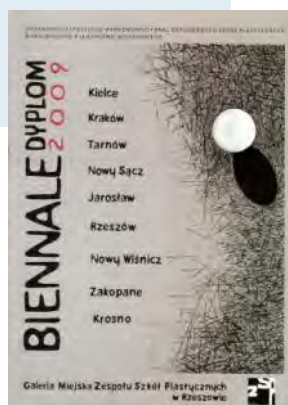 BIENNALE DYPLOM
2009
Kielce
Kraków
Tarnów
Nowy Sącz
Jarosław
Rzeszów
Nowy Wiśnicz
Zakopane
Krosno
Galeria Miejska Zespołu Szkół Plastycznych
w Rzeszowie